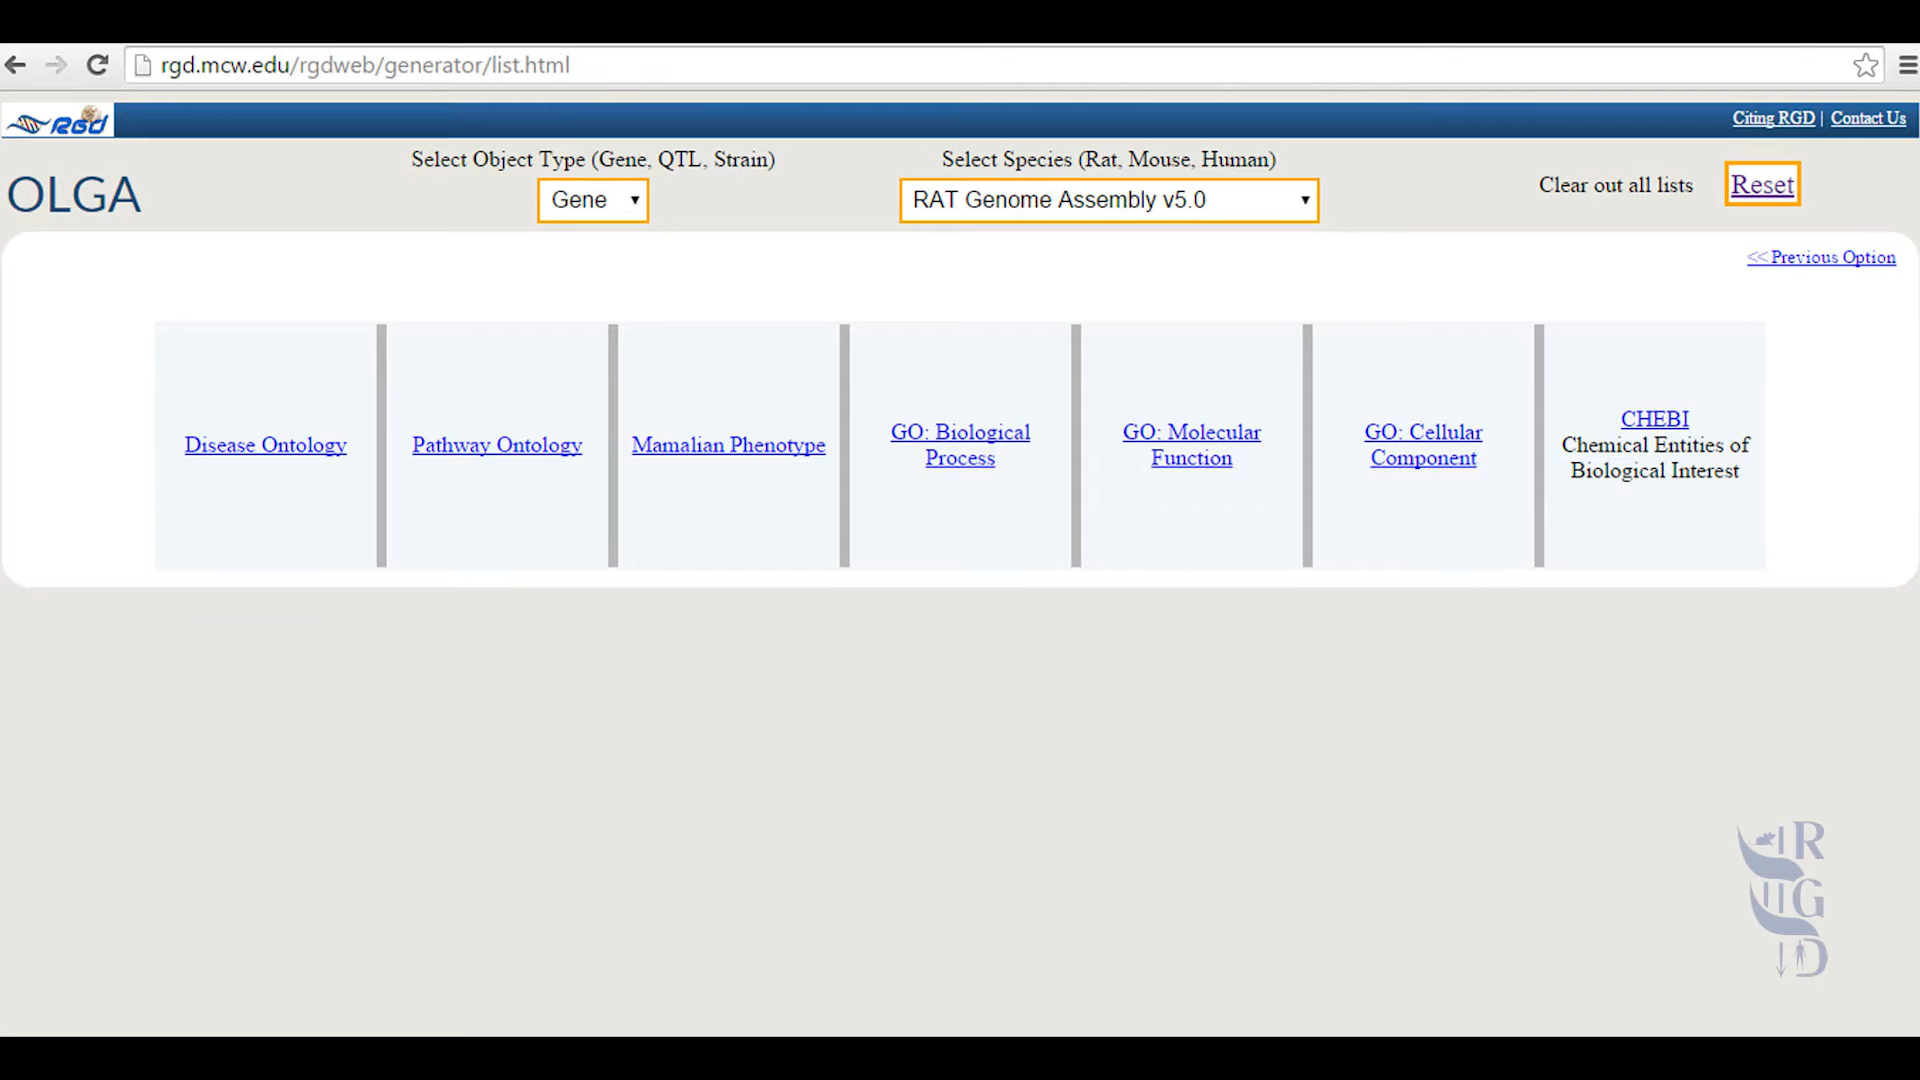 rgd.mcw.edu/rgdweb/generator/list.html
RGD
Citing RGD | Contact Us
OLGA
Select Object Type (Gene, QTL, Strain)
Gene
Select Species (Rat, Mouse, Human)
RAT Genome Assembly v5.0
Clear out all lists
Reset
<< Previous Option
Disease Ontology
Pathway Ontology
Mamalian Phenotype
GO: Biological
Process
GO: Molecular
Function
GO: Cellular
Component
CHEBI
Chemical Entities of
Biological Interest
R
G
D